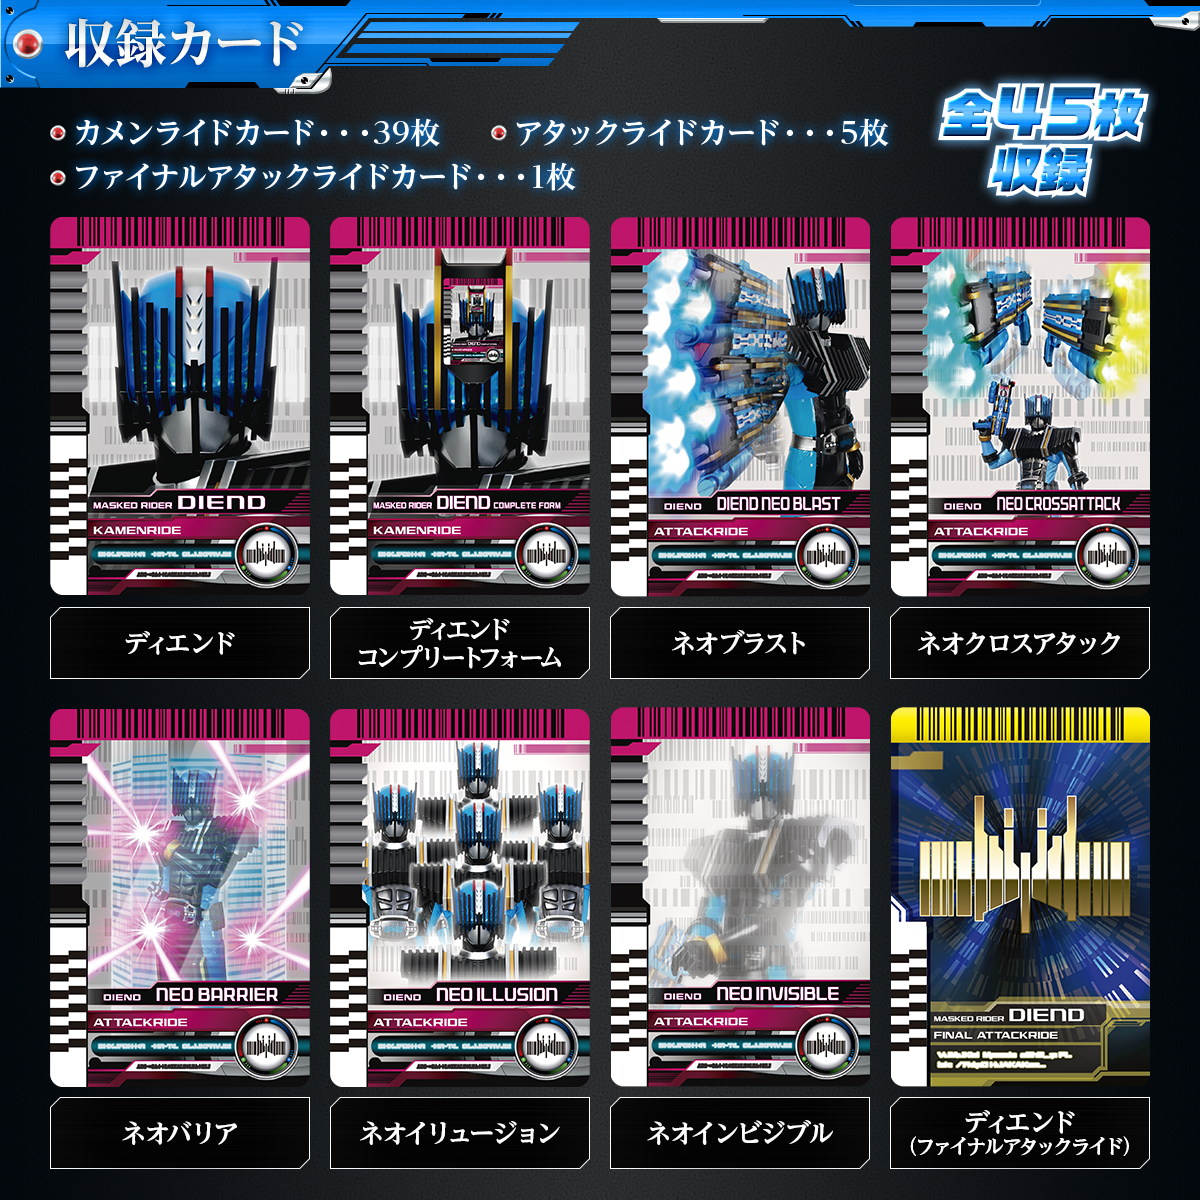 収録カード
・カメンライドカード・・・39枚
・アタックライドカード・・・5枚
・ファイナルアタックライドカード・・・1枚
全45枚
収録
MASKED RIDER DIEND
KAMENRIDE
MASKED RIDER DIEND COMPLETE FORM
KAMENRIDE
DIEND DIEND NEO BLAST
ATTACKRIDE
DIEND NEO CROSSATTACK
ATTACKRIDE
ディエンド
ディエンド
コンプリートフォーム
ネオブラスト
ネオクロスアタック
DIEND NEO BARRIER
ATTACKRIDE
DIEND NEO ILLUSION
ATTACKRIDE
DIEND NEO INVISIBLE
ATTACKRIDE
MASKED RIDER DIEND
FINAL ATTACKRIDE
ネオバリア
ネオイリュージョン
ネオインビジブル
ディエンド
(ファイナルアタックライド)